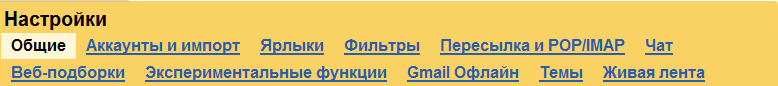 Настройки
Общие Аккаунты и импорт Ярлыки Фильтры Пересылка и POP/IMAP Чат
Веб-подборки Экспериментальные функции Gmail Офлайн Темы Живая лента